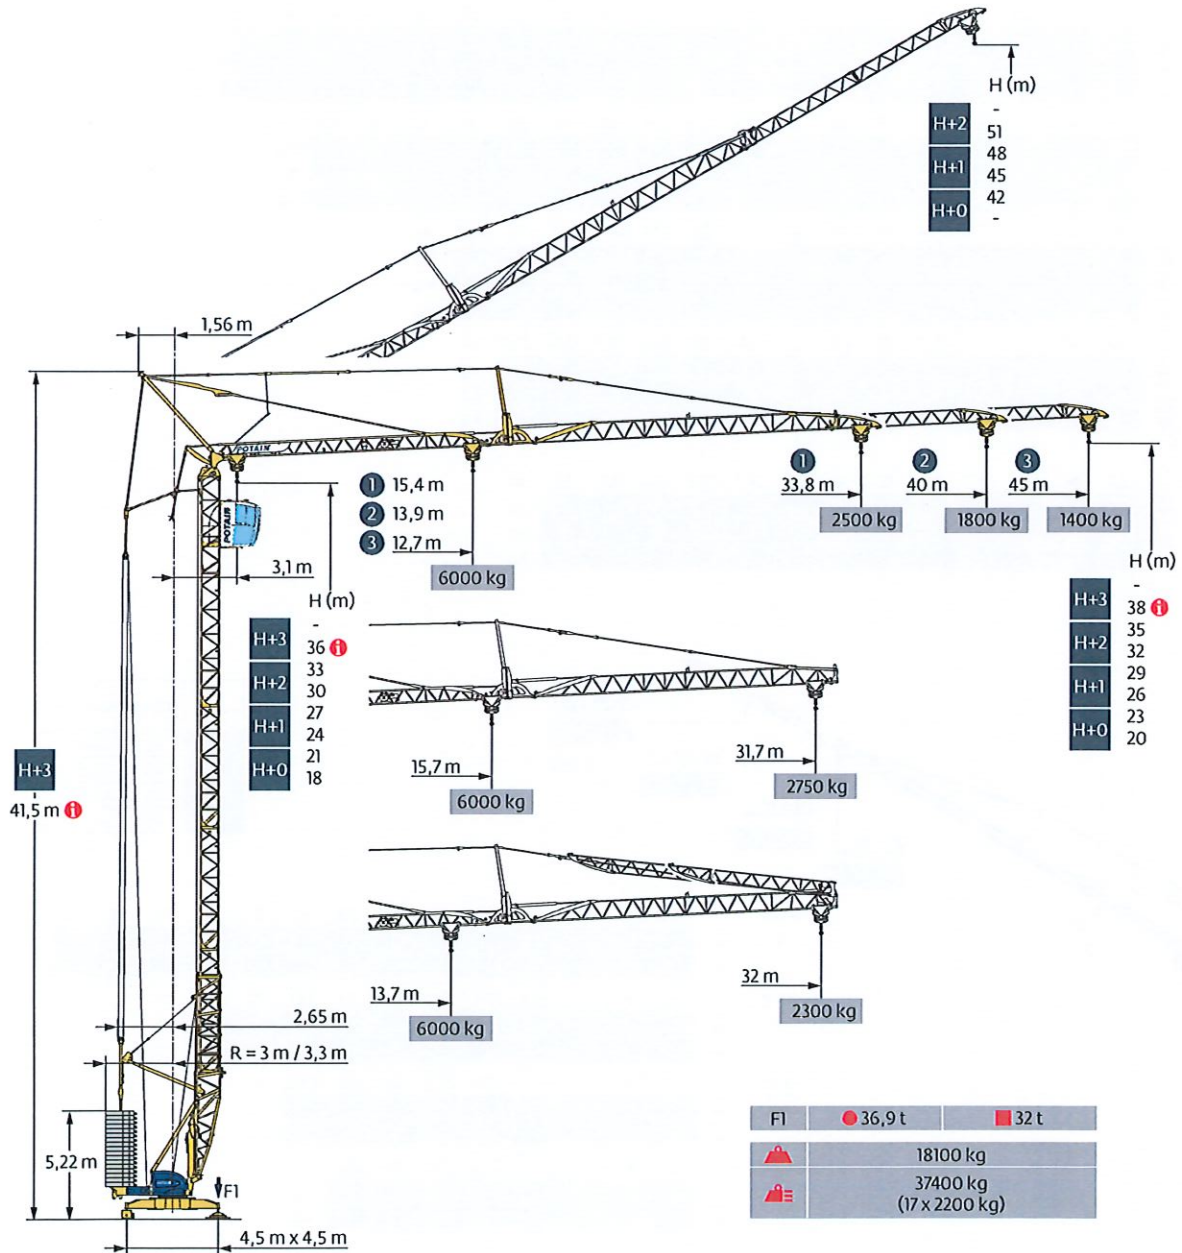 H (m)
-
H+2
51
48
H+1
45
42
H+0
-
1,56 m
POTAIN
POTAIN
1 15,4 m
2 13,9 m
3 12,7 m
6000 kg
1
33,8 m
2500 kg
2
40 m
1800 kg
3
45 m
1400 kg
3,1 m
H (m)
-
H+3
36 i
33
H+2
30
27
H+1
24
21
H+0
18
H (m)
-
H+3
38 i
35
H+2
32
29
H+1
26
23
H+0
20
H+3
41,5 m i
15,7 m
6000 kg
31,7 m
2750 kg
13,7 m
6000 kg
32 m
2300 kg
2,65 m
R = 3 m / 3,3 m
5,22 m
F1
4,5 m x 4,5 m
F1 36,9 t 32 t
18100 kg
37400 kg
(17 x 2200 kg)